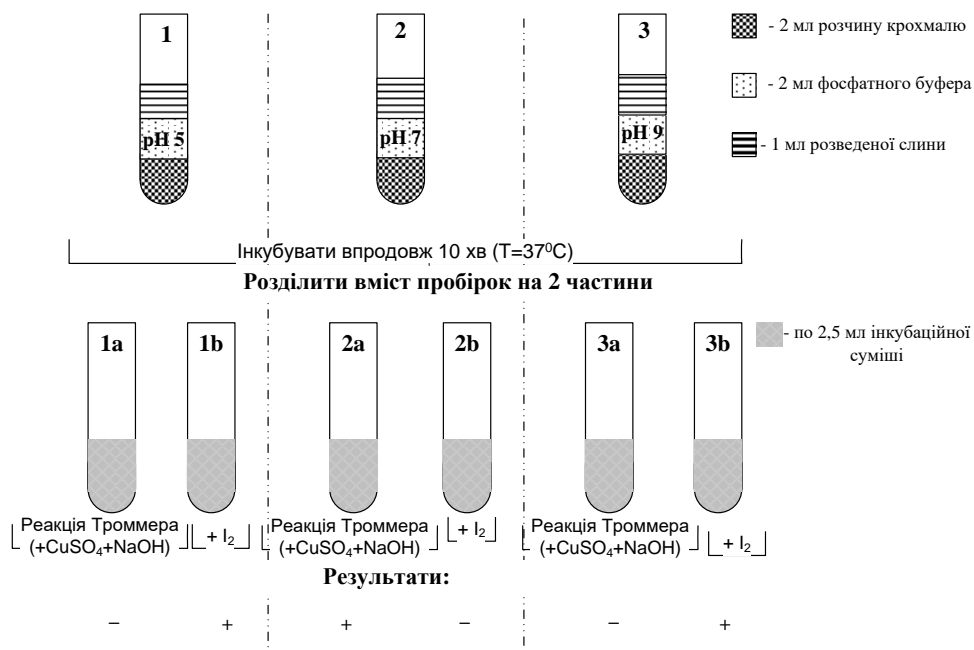 1
2
3
- 2 мл розчину крохмалю
- 2 мл фосфатного буфера
- 1 мл розведеної слини
pH 5
pH 7
pH 9
Інкубувати впродовж 10 хв (T=37⁰C)
Розділити вміст пробірок на 2 частини
1a
1b
2a
2b
3a
3b
- по 2,5 мл інкубаційної
суміші
Реакція Троммера
(+CuSO₄+NaOH)
+ I₂
Реакція Троммера
(+CuSO₄+NaOH)
+ I₂
Реакція Троммера
(+CuSO₄+NaOH)
+ I₂
Результати:
– + + – – +